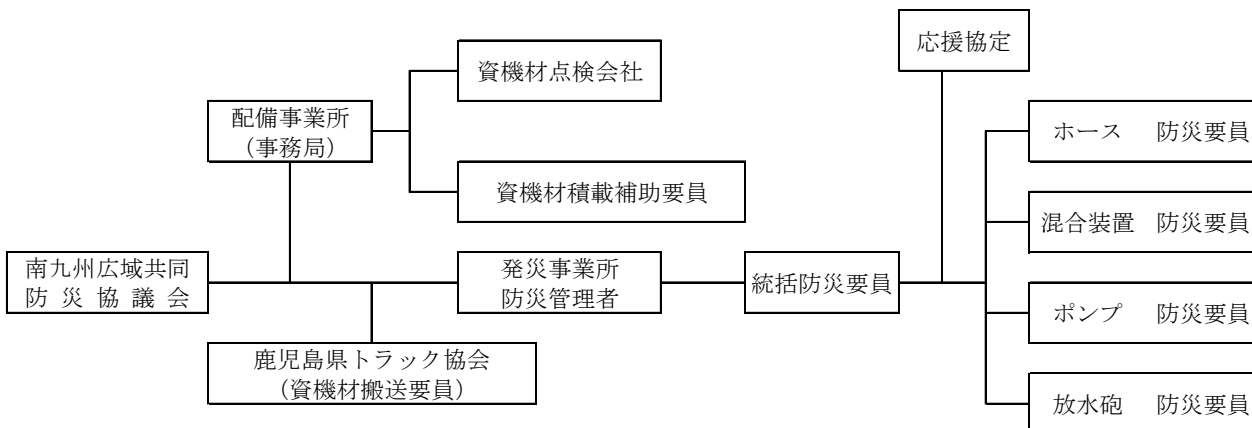 応援協定
資機材点検会社
配備事業所
（事務局）
ホース　防災要員
資機材積載補助要員
混合装置　防災要員
南九州広域共同
防災協議会
発災事業所
防災管理者
統括防災要員
ポンプ　防災要員
鹿児島県トラック協会
（資機材搬送要員）
放水砲　防災要員